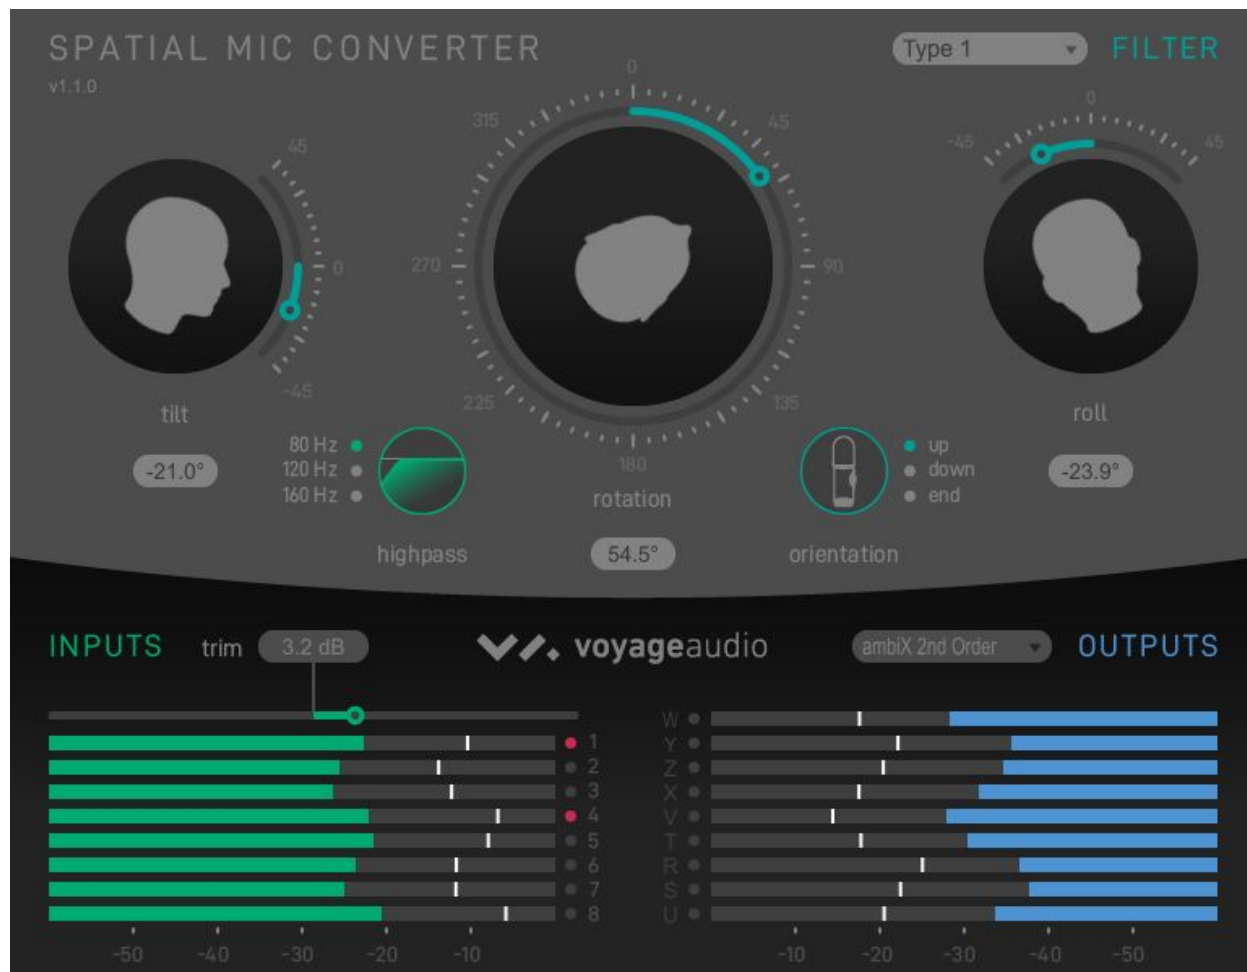 SPATIAL MIC CONVERTER
Type 1
FILTER
v1.1.0
0
315
45
270
90
225
135
180
45
0
-45
0
-45
45
tilt
-21.0°
80 Hz
120 Hz
160 Hz
highpass
rotation
54.5°
up
down
end
orientation
roll
-23.9°
INPUTS
trim
3.2 dB
voyageaudio
ambiX 2nd Order
OUTPUTS
1
2
3
4
5
6
7
8
-50 -40 -30 -20 -10
W
Y
Z
X
V
T
R
S
U
-10 -20 -30 -40 -50